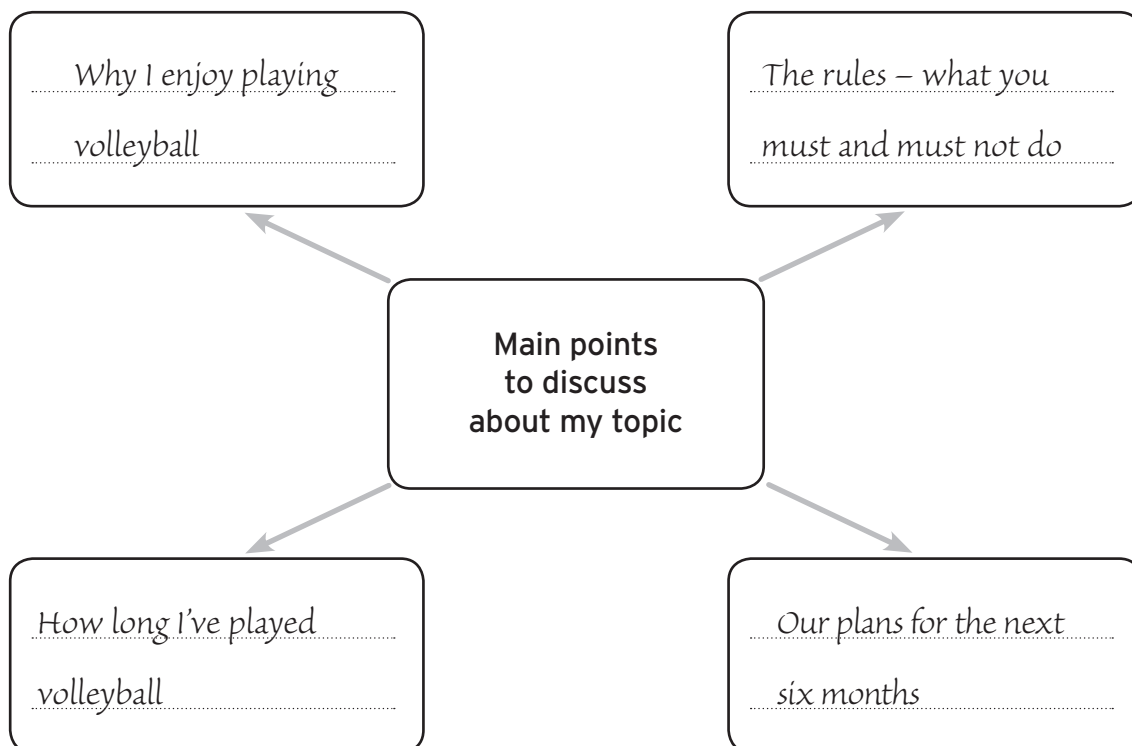 Why I enjoy playing
volleyball
The rules – what you
must and must not do
Main points
to discuss
about my topic
How long I've played
volleyball
Our plans for the next
six months